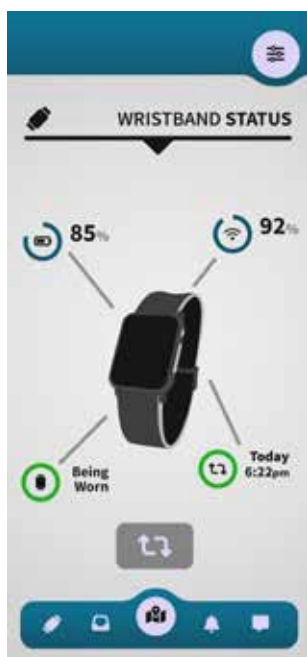 WRISTBAND STATUS
85%
92%
Being
Worn
Today
6:22pm